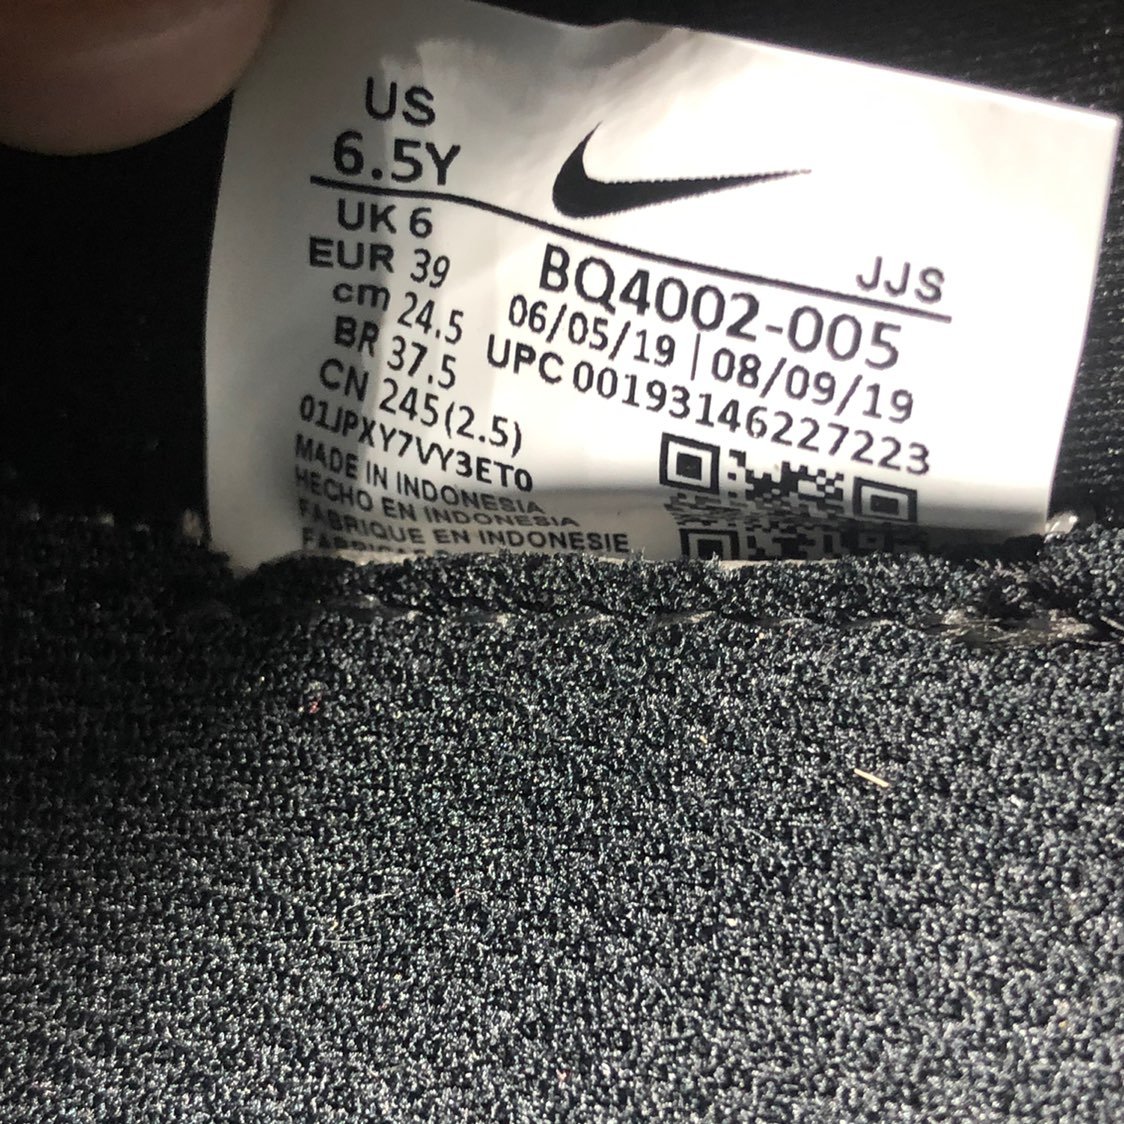 US
6.5Y
UK 6
EUR 39
cm 24.5
BR 37.5
CN 245(2.5)
01JPXY7VY3ET0
MADE IN INDONESIA
HECHO EN INDONESIA
FABRIQUE EN INDONESIE
JJS
BQ4002-005
06/05/19 | 08/09/19
UPC 00193146227223